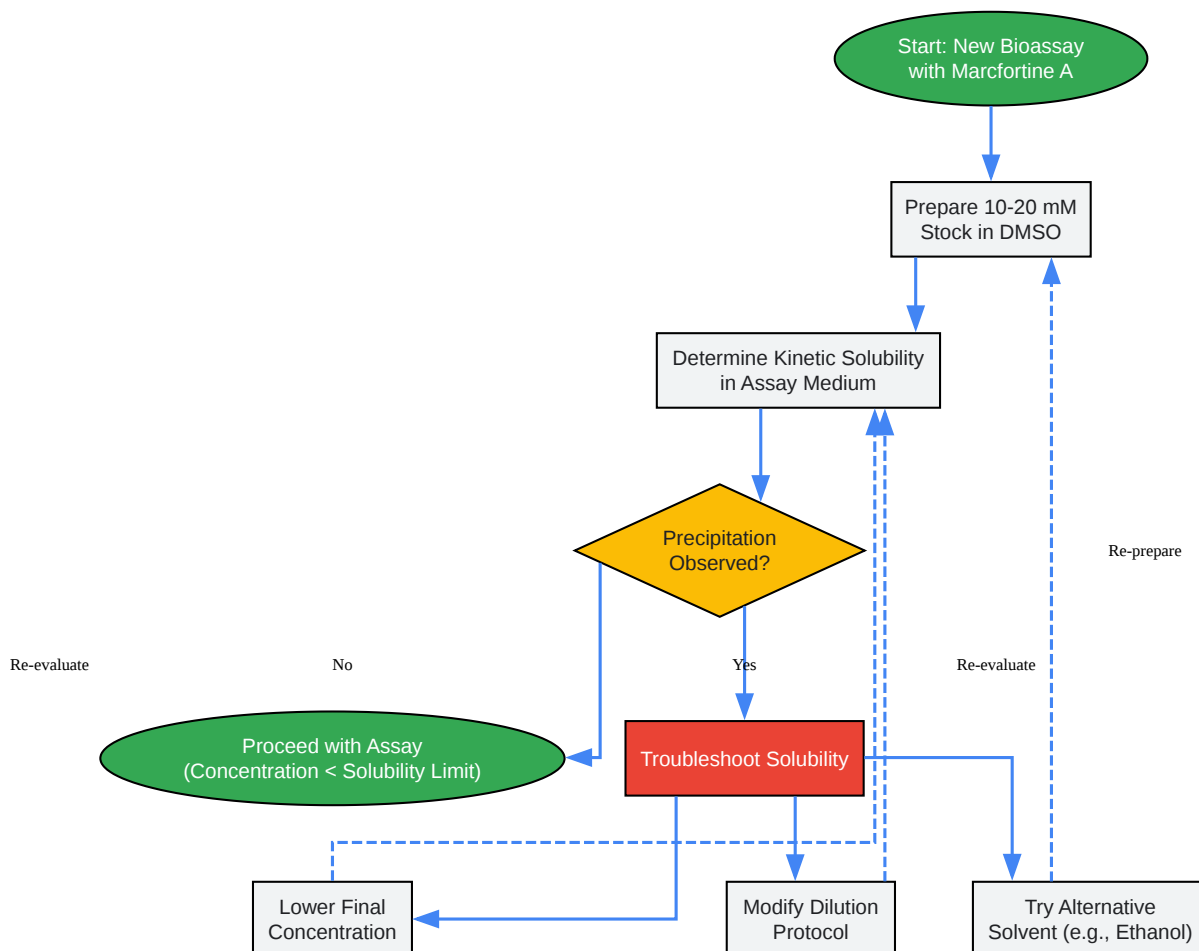 Start: New Bioassay
with Marcfortine A
Prepare 10-20 mM
Stock in DMSO
Determine Kinetic Solubility
in Assay Medium
Precipitation
Observed?
Re-prepare
Re-evaluate
No
Yes
Re-evaluate
Proceed with Assay
(Concentration < Solubility Limit)
Troubleshoot Solubility
Lower Final
Concentration
Modify Dilution
Protocol
Try Alternative
Solvent (e.g., Ethanol)